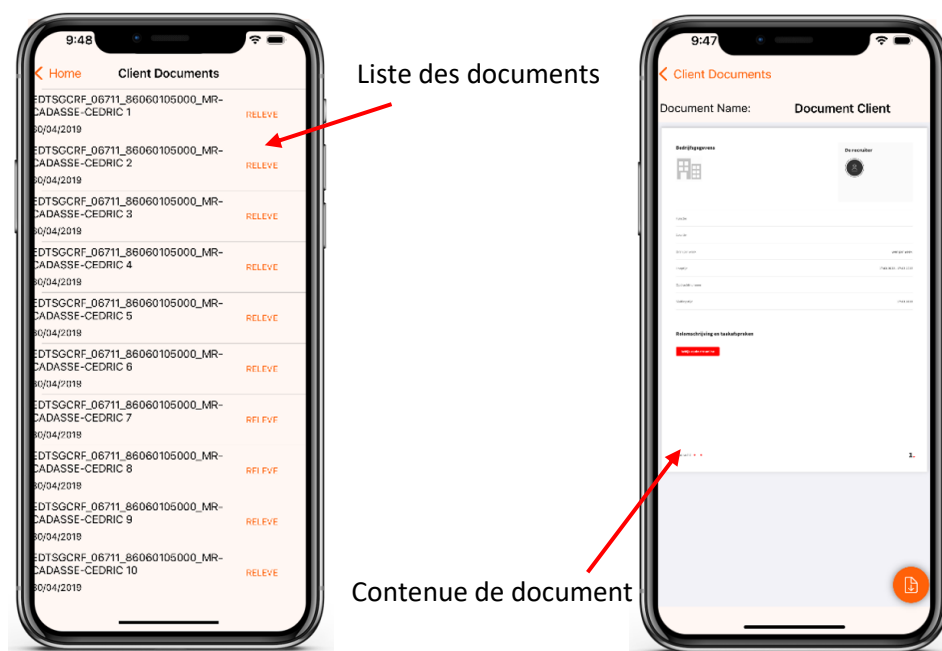 9:48
Home
Client Documents
EDTSGCRF_06711_86060105000_MR-
CADASSE-CEDRIC 1
RELEVE
30/04/2019
EDTSGCRF_06711_86060105000_MR-
CADASSE-CEDRIC 2
RELEVE
30/04/2019
EDTSGCRF_06711_86060105000_MR-
CADASSE-CEDRIC 3
RELEVE
30/04/2019
EDTSGCRF_06711_86060105000_MR-
CADASSE-CEDRIC 4
RELEVE
30/04/2019
EDTSGCRF_06711_86060105000_MR-
CADASSE-CEDRIC 5
RELEVE
30/04/2019
EDTSGCRF_06711_86060105000_MR-
CADASSE-CEDRIC 6
RELEVE
30/04/2019
EDTSGCRF_06711_86060105000_MR-
CADASSE-CEDRIC 7
RELEVE
30/04/2019
EDTSGCRF_06711_86060105000_MR-
CADASSE-CEDRIC 8
RELEVE
30/04/2019
EDTSGCRF_06711_86060105000_MR-
CADASSE-CEDRIC 9
RELEVE
30/04/2019
EDTSGCRF_06711_86060105000_MR-
CADASSE-CEDRIC 10
RELEVE
30/04/2019
Liste des documents
Contenue de document
9:47
Client Documents
Document Name:
Document Client
Bedrijfsgegevens
De recruiter
Rolomschrijving en taakafspraken